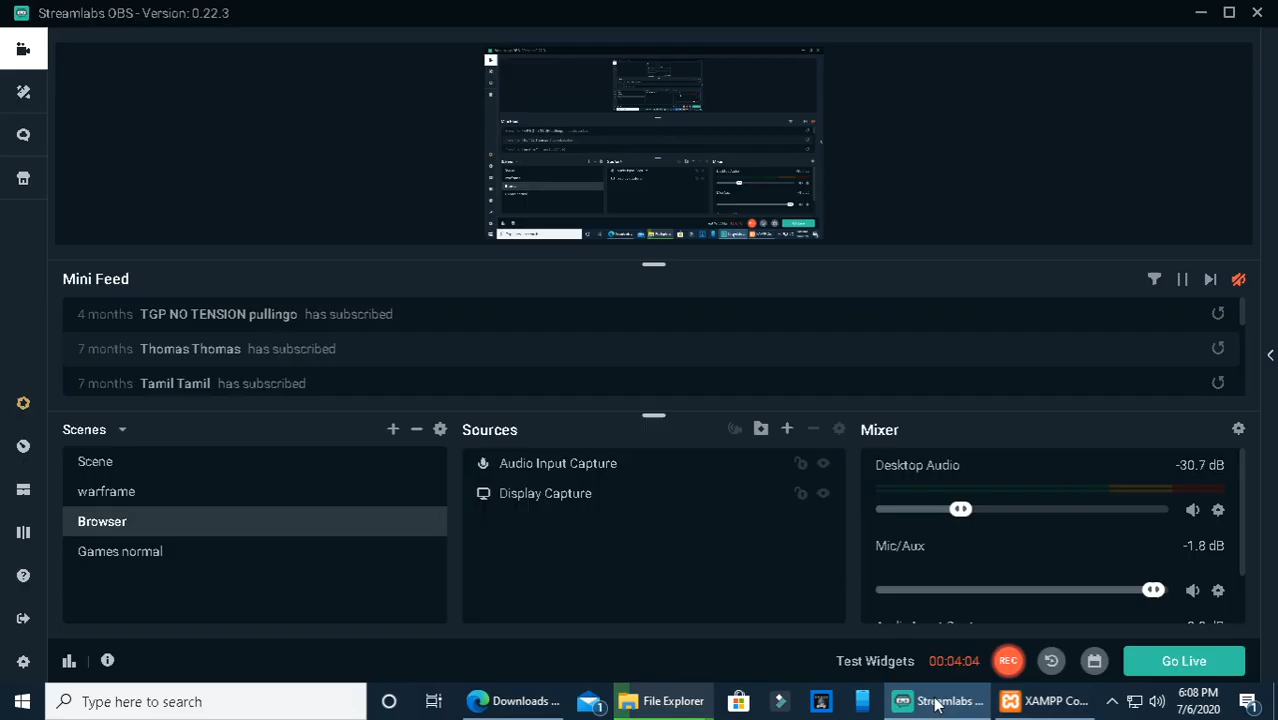 Streamlabs OBS - Version: 0.22.3
Mini Feed
4 months TGP NO TENSION pullingo has subscribed
7 months Thomas Thomas has subscribed
7 months Tamil Tamil has subscribed
Scenes
Scene
warframe
Browser
Games normal
Sources
Audio Input Capture
Display Capture
Mixer
Desktop Audio -30.7 dB
Mic/Aux -1.8 dB
Test Widgets 00:04:04 REC Go Live
Type here to search
Downloads ...
1
File Explorer
Streamlabs ...
XAMPP Co...
6:08 PM
7/6/2020
1